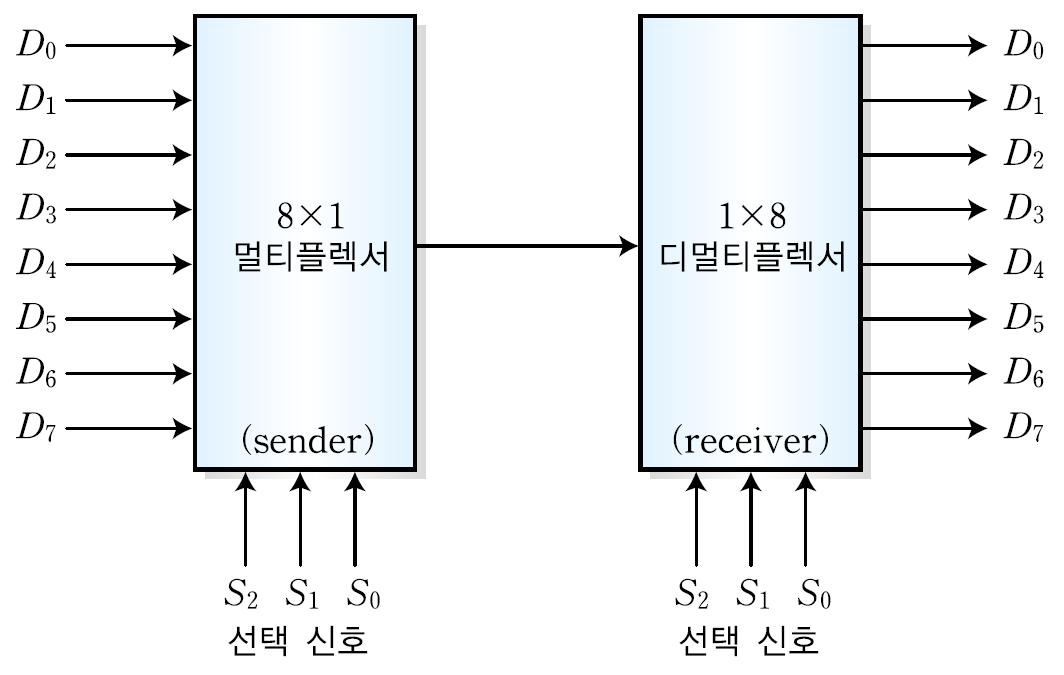 D₀
D₁
D₂
D₃
D₄
D₅
D₆
D₇
8×1
멀티플렉서
(sender)
S₂ S₁ S₀
선택 신호
1×8
디멀티플렉서
(receiver)
S₂ S₁ S₀
선택 신호
D₀
D₁
D₂
D₃
D₄
D₅
D₆
D₇